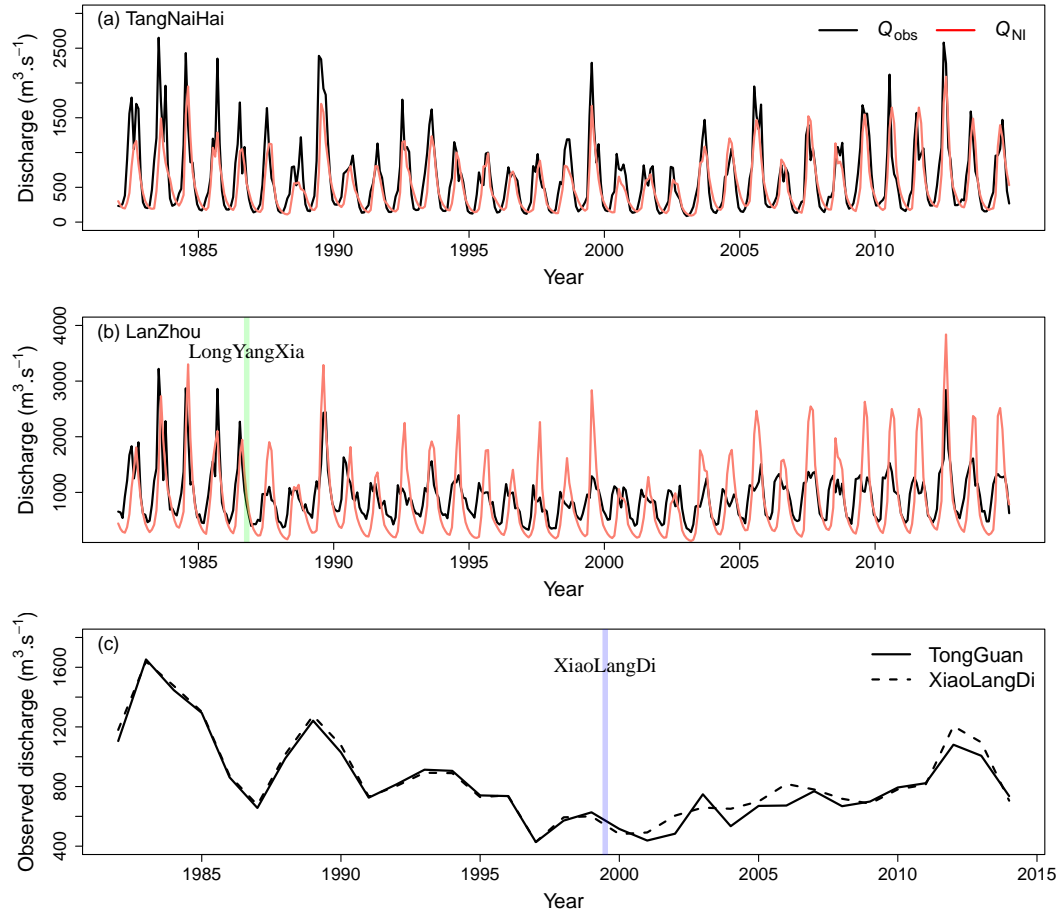 (a) TangNaiHai
Q_obs Q_NI
Discharge (m³.s⁻¹)
2500
1500
500
0
1985 1990 1995 2000 2005 2010
Year
(b) LanZhou
LongYangXia
Discharge (m³.s⁻¹)
4000
3000
2000
1000
1985 1990 1995 2000 2005 2010
Year
(c)
XiaoLangDi
TongGuan
XiaoLangDi
Observed discharge (m³.s⁻¹)
1600
1200
800
400
1985 1990 1995 2000 2005 2010 2015
Year